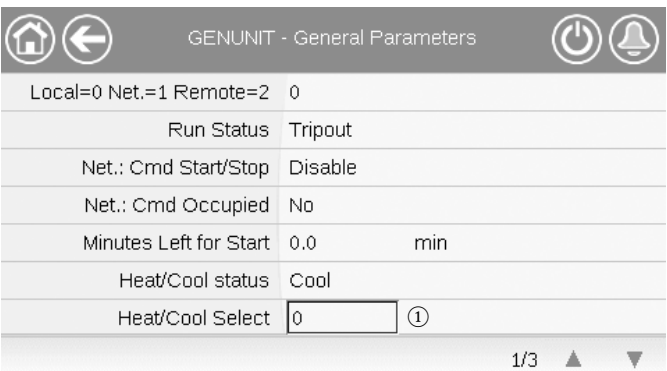 GENUNIT - General Parameters
Local=0 Net.=1 Remote=2 0
Run Status Tripout
Net.: Cmd Start/Stop Disable
Net.: Cmd Occupied No
Minutes Left for Start 0.0 min
Heat/Cool status Cool
Heat/Cool Select 0 ①
1/3